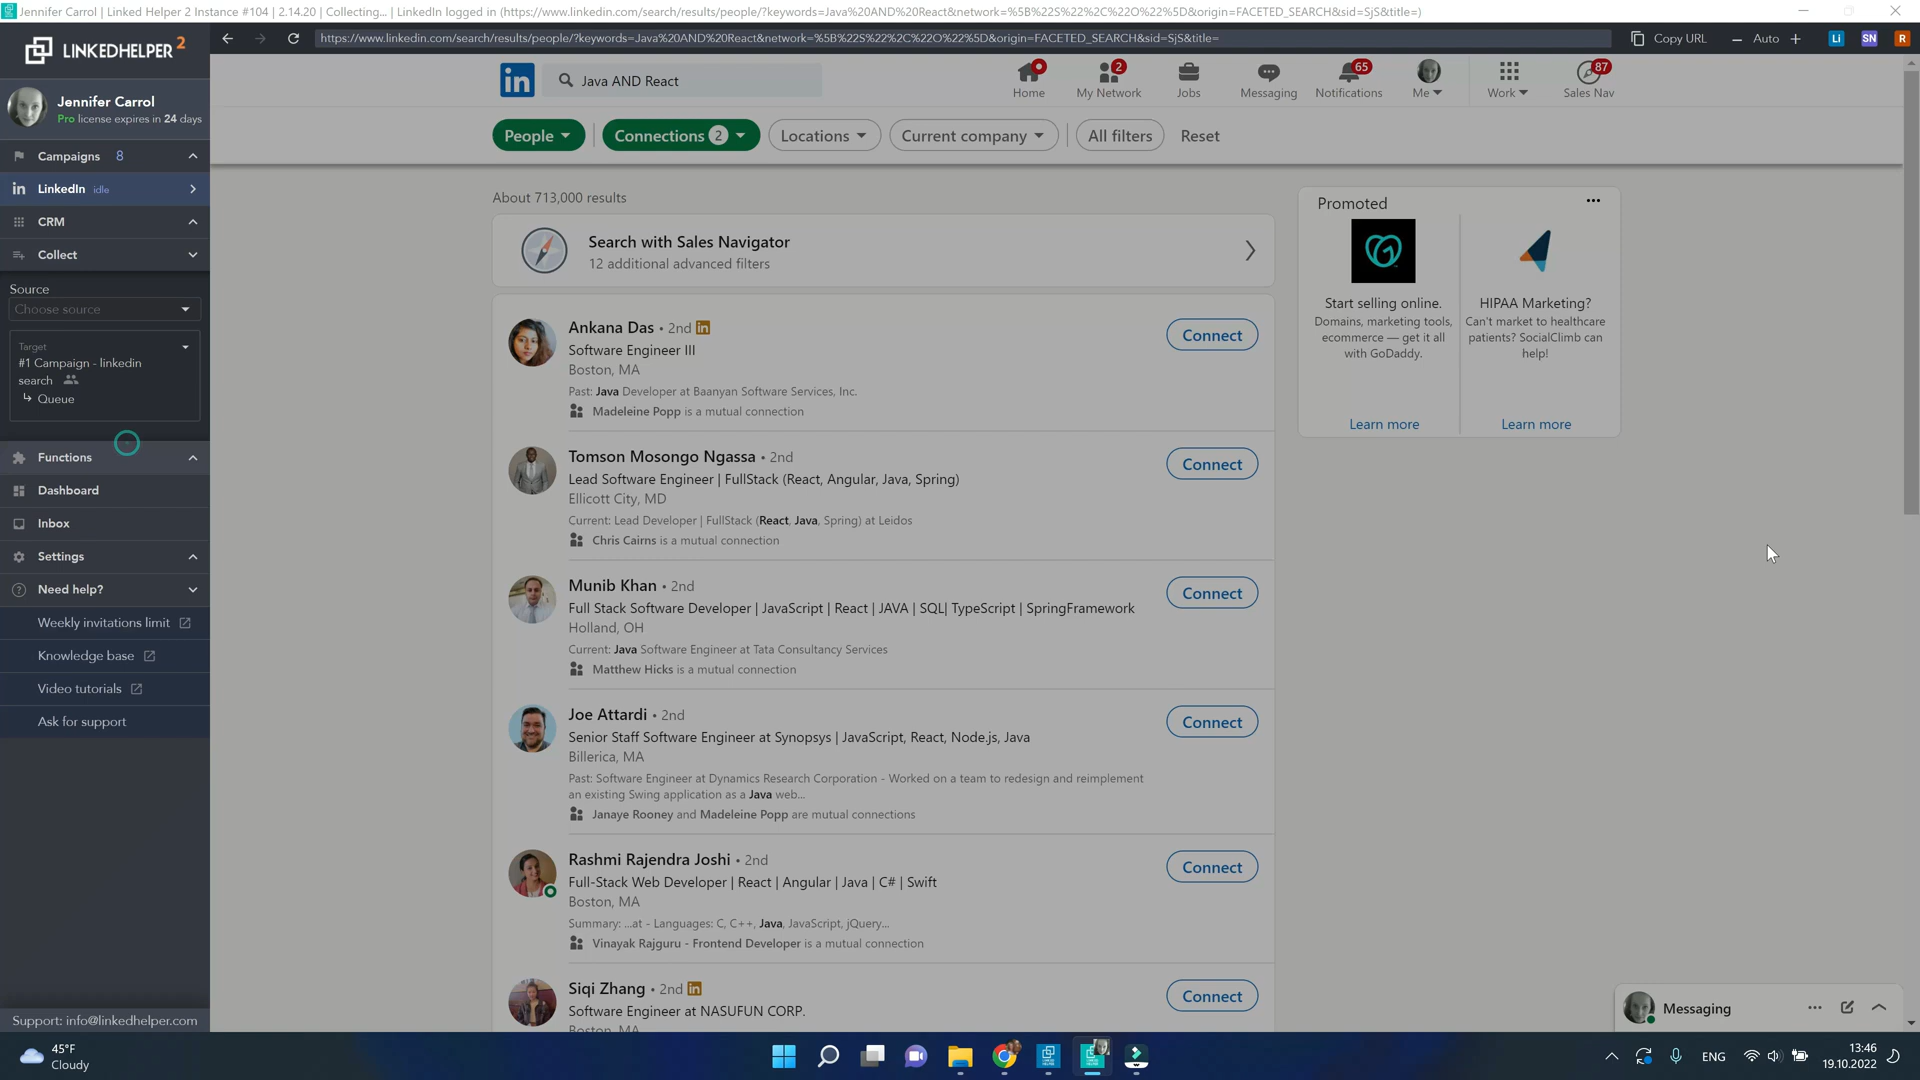 Jennifer Carrol | Linked Helper 2 Instance #104 | 2.14.20 | Collecting... | LinkedIn logged in (https://www.linkedin.com/search/results/people/?keywords=Java%20AND%20React&network=%5B%22S%22%2C%22O%22%5D&origin=FACETED_SEARCH&sid=SjS&title=)
LINKEDHELPER 2
https://www.linkedin.com/search/results/people/?keywords=Java%20AND%20React&network=%5B%22S%22%2C%22O%22%5D&origin=FACETED_SEARCH&sid=SjS&title=
Copy URL
Auto
Li
SN
R
Jennifer Carrol
Pro license expires in 24 days
Campaigns 8
LinkedIn idle
CRM
Collect
Source
Choose source
Target
#1 Campaign - linkedin
search
Queue
Functions
Dashboard
Inbox
Settings
Need help?
Weekly invitations limit
Knowledge base
Video tutorials
Ask for support
Support: info@linkedhelper.com
in
Java AND React
Home
2
My Network
Jobs
Messaging
65
Notifications
Me
Work
87
Sales Nav
People
Connections 2
Locations
Current company
All filters
Reset
About 713,000 results
Search with Sales Navigator
12 additional advanced filters
Ankana Das • 2nd in
Software Engineer III
Boston, MA
Past: Java Developer at Baanyan Software Services, Inc.
Madeleine Popp is a mutual connection
Connect
Tomson Mosongo Ngassa • 2nd
Lead Software Engineer | FullStack (React, Angular, Java, Spring)
Ellicott City, MD
Current: Lead Developer | FullStack (React, Java, Spring) at Leidos
Chris Cairns is a mutual connection
Connect
Munib Khan • 2nd
Full Stack Software Developer | JavaScript | React | JAVA | SQL| TypeScript | SpringFramework
Holland, OH
Current: Java Software Engineer at Tata Consultancy Services
Matthew Hicks is a mutual connection
Connect
Joe Attardi • 2nd
Senior Staff Software Engineer at Synopsys | JavaScript, React, Node.js, Java
Billerica, MA
Past: Software Engineer at Dynamics Research Corporation - Worked on a team to redesign and reimplement
an existing Swing application as a Java web...
Janaye Rooney and Madeleine Popp are mutual connections
Connect
Rashmi Rajendra Joshi • 2nd
Full-Stack Web Developer | React | Angular | Java | C# | Swift
Boston, MA
Summary: ...at - Languages: C, C++, Java, JavaScript, jQuery...
Vinayak Rajguru - Frontend Developer is a mutual connection
Connect
Siqi Zhang • 2nd in
Software Engineer at NASUFUN CORP.
Boston, MA
Connect
Promoted
Start selling online.
Domains, marketing tools,
ecommerce — get it all
with GoDaddy.
Learn more
HIPAA Marketing?
Can't market to healthcare
patients? SocialClimb can
help!
Learn more
Messaging
45°F
Cloudy
ENG
13:46
19.10.2022